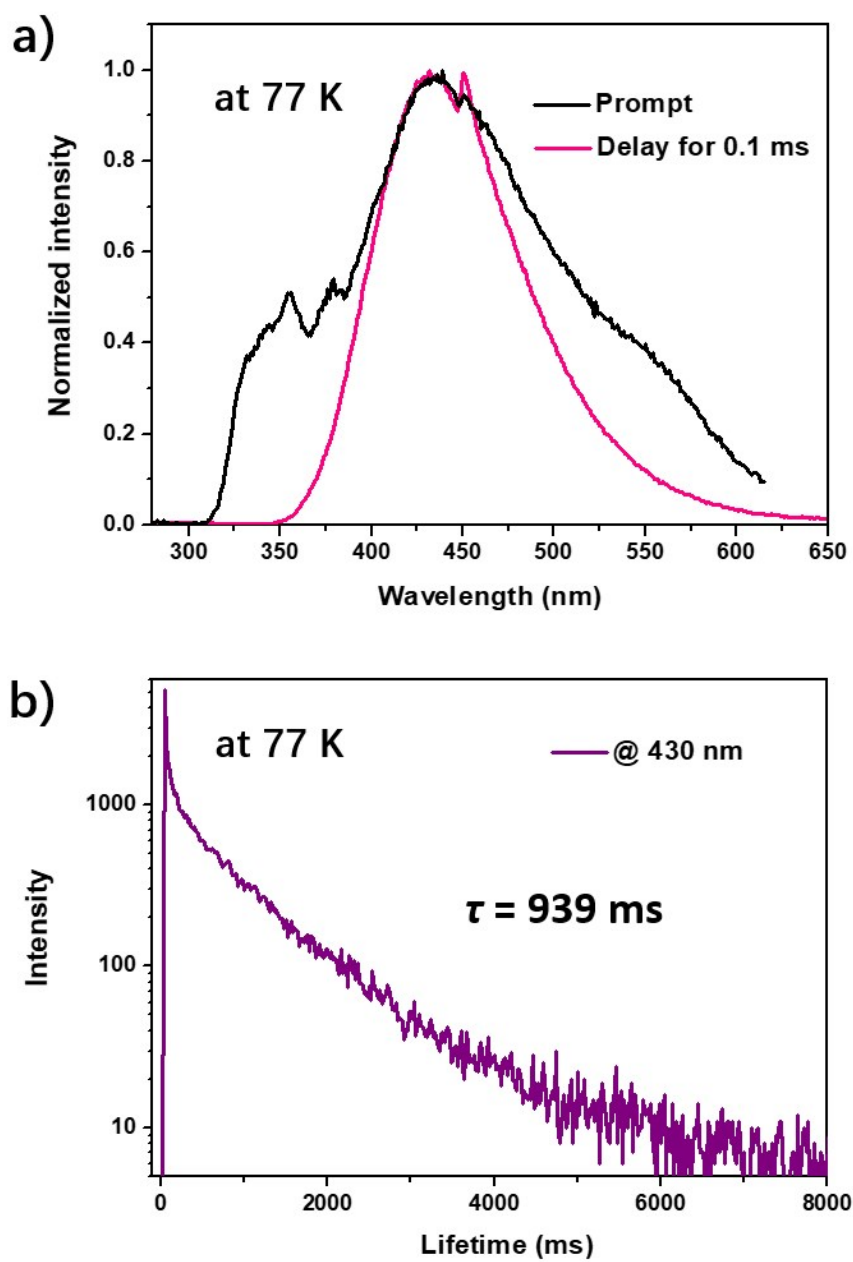 a)
at 77 K
Prompt
Delay for 0.1 ms
Normalized intensity
1.0
0.8
0.6
0.4
0.2
0.0
300 350 400 450 500 550 600 650
Wavelength (nm)
b)
at 77 K
@ 430 nm
τ = 939 ms
Intensity
1000
100
10
0 2000 4000 6000 8000
Lifetime (ms)